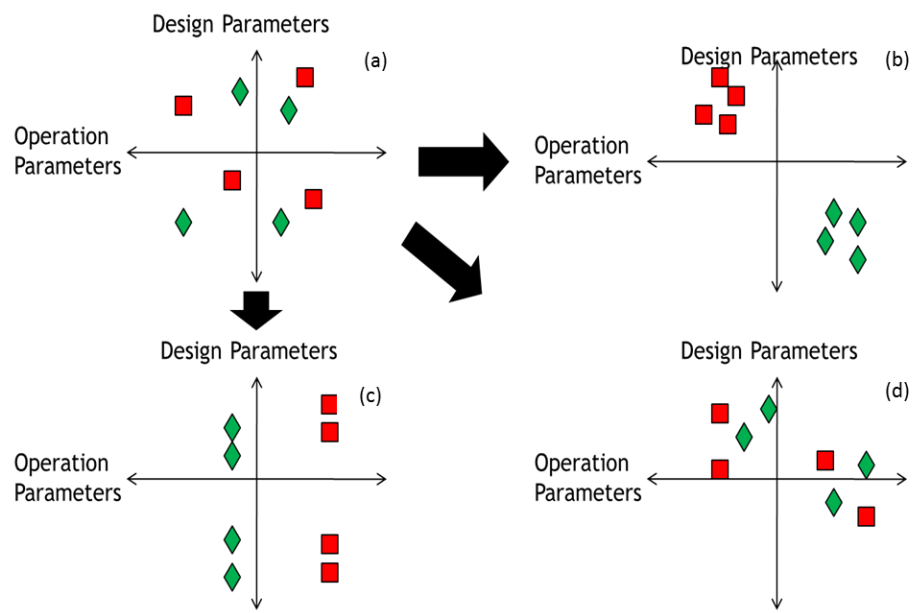 Design Parameters
(a)
Operation
Parameters
Design Parameters
(b)
Operation
Parameters
Design Parameters
(c)
Operation
Parameters
Design Parameters
(d)
Operation
Parameters